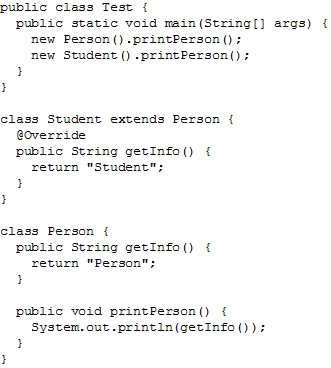 public class Test {
  public static void main(String[] args) {
    new Person().printPerson();
    new Student().printPerson();
  }
}

class Student extends Person {
  @Override
  public String getInfo() {
    return "Student";
  }
}

class Person {
  public String getInfo() {
    return "Person";
  }

  public void printPerson() {
    System.out.println(getInfo());
  }
}